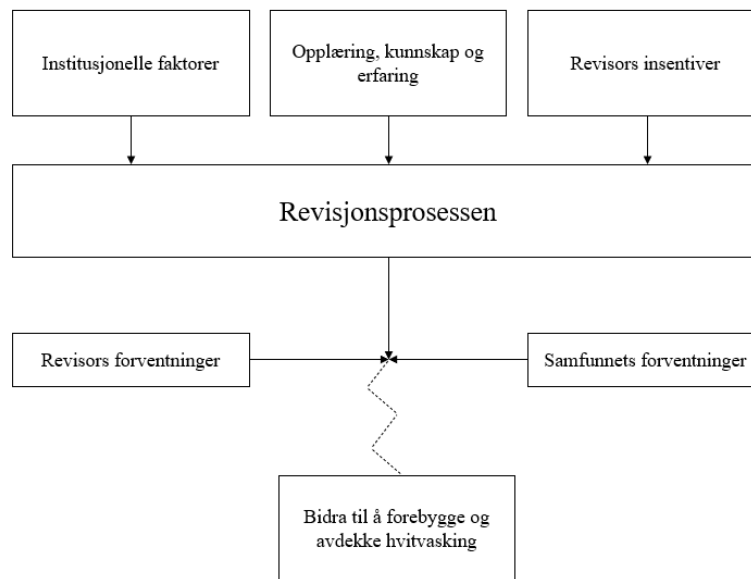 Institusjonelle faktorer
Opplæring, kunnskap og
erfaring
Revisors insentiver
Revisjonsprosessen
Revisors forventninger
Samfunnets forventninger
Bidra til å forebygge og
avdekke hvitvasking